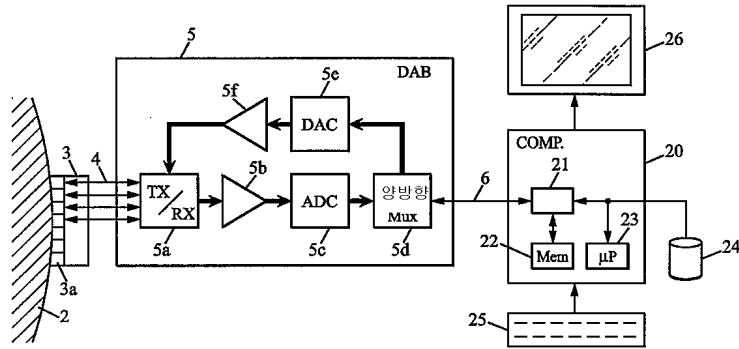 5
DAB
5e
5f
DAC
3
4
5b
TX
RX
ADC
양방향
Mux
5a
5c
5d
3a
2
6
26
COMP.
20
21
22
Mem
23
μP
24
25